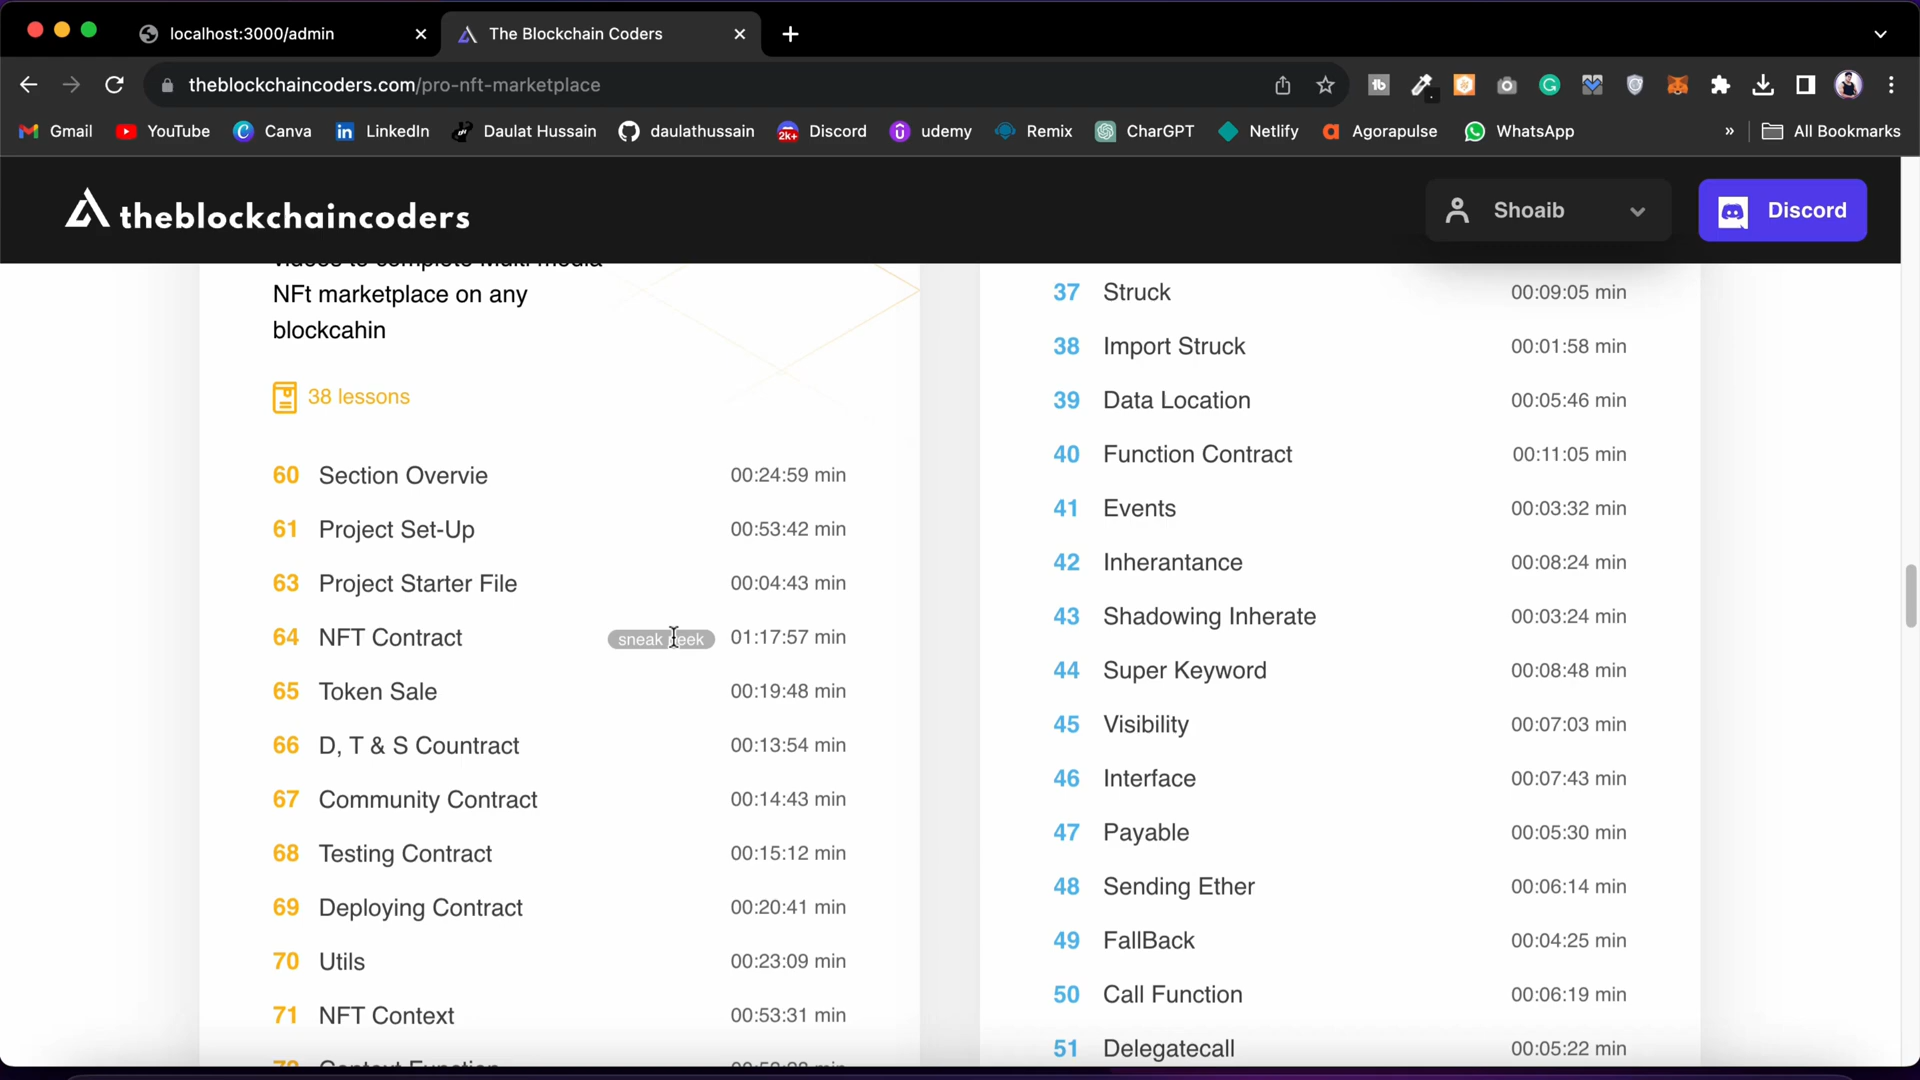 localhost:3000/admin
The Blockchain Coders
theblockchaincoders.com/pro-nft-marketplace
Gmail
YouTube
Canva
LinkedIn
Daulat Hussain
daulathussain
2k+
Discord
udemy
Remix
CharGPT
Netlify
Agorapulse
WhatsApp
»
All Bookmarks
theblockchaincoders
Shoaib
Discord
videos to complete Multi media
NFt marketplace on any
blockcahin
38 lessons
60 Section Overvie 00:24:59 min
61 Project Set-Up 00:53:42 min
63 Project Starter File 00:04:43 min
64 NFT Contract sneak peek 01:17:57 min
65 Token Sale 00:19:48 min
66 D, T & S Countract 00:13:54 min
67 Community Contract 00:14:43 min
68 Testing Contract 00:15:12 min
69 Deploying Contract 00:20:41 min
70 Utils 00:23:09 min
71 NFT Context 00:53:31 min
72 Context Function
37 Struck 00:09:05 min
38 Import Struck 00:01:58 min
39 Data Location 00:05:46 min
40 Function Contract 00:11:05 min
41 Events 00:03:32 min
42 Inherantance 00:08:24 min
43 Shadowing Inherate 00:03:24 min
44 Super Keyword 00:08:48 min
45 Visibility 00:07:03 min
46 Interface 00:07:43 min
47 Payable 00:05:30 min
48 Sending Ether 00:06:14 min
49 FallBack 00:04:25 min
50 Call Function 00:06:19 min
51 Delegatecall 00:05:22 min